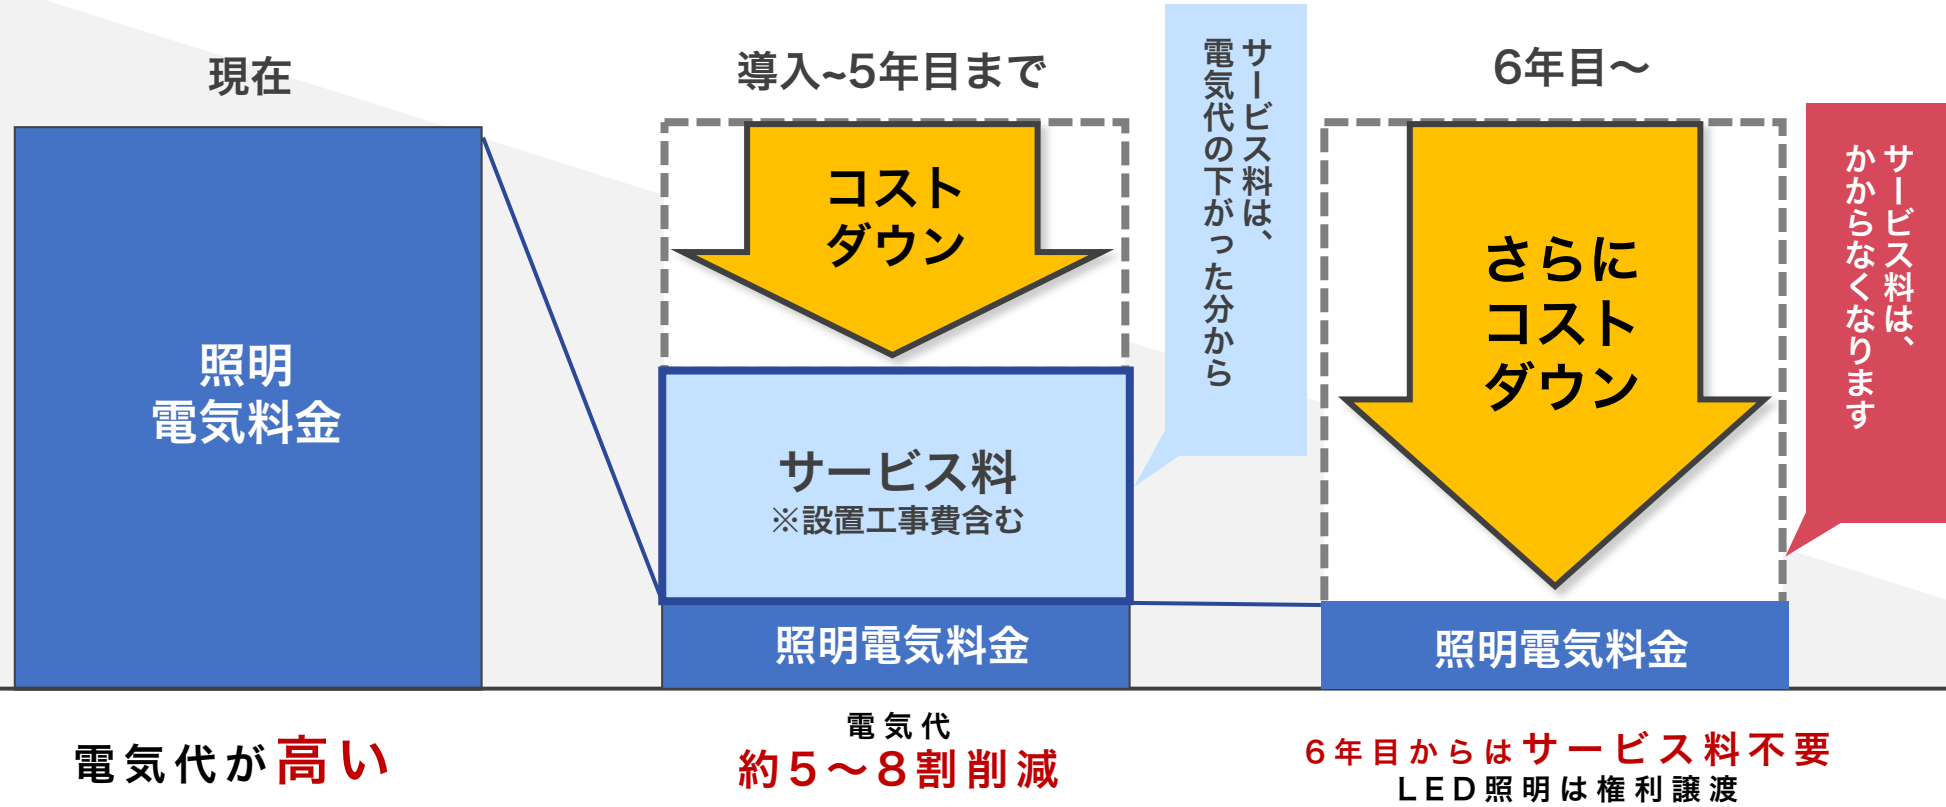 現在
照明
電気料金
電気代が高い
導入~5年目まで
コスト
ダウン
サービス料
※設置工事費含む
照明電気料金
電気代
約5～8割削減
サービス料は、
電気代の下がった分から
6年目～
さらに
コスト
ダウン
照明電気料金
6年目からはサービス料不要
LED照明は権利譲渡
サービス料は、
かからなくなります